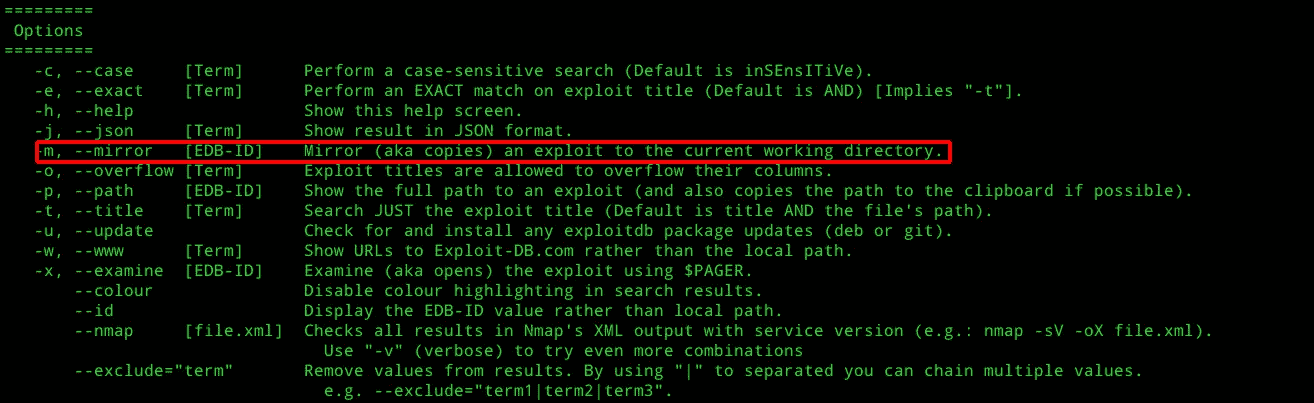 =========
Options
=========
-c, --case [Term] Perform a case-sensitive search (Default is inSEnsITiVe).
-e, --exact [Term] Perform an EXACT match on exploit title (Default is AND) [Implies "-t"].
-h, --help Show this help screen.
-j, --json [Term] Show result in JSON format.
-m, --mirror [EDB-ID] Mirror (aka copies) an exploit to the current working directory.
-o, --overflow [Term] Exploit titles are allowed to overflow their columns.
-p, --path [EDB-ID] Show the full path to an exploit (and also copies the path to the clipboard if possible).
-t, --title [Term] Search JUST the exploit title (Default is title AND the file's path).
-u, --update Check for and install any exploitdb package updates (deb or git).
-w, --www [Term] Show URLs to Exploit-DB.com rather than the local path.
-x, --examine [EDB-ID] Examine (aka opens) the exploit using $PAGER.
--colour Disable colour highlighting in search results.
--id Display the EDB-ID value rather than local path.
--nmap [file.xml] Checks all results in Nmap's XML output with service version (e.g.: nmap -sV -oX file.xml).
Use "-v" (verbose) to try even more combinations
--exclude="term" Remove values from results. By using "|" to separated you can chain multiple values.
e.g. --exclude="term1|term2|term3".